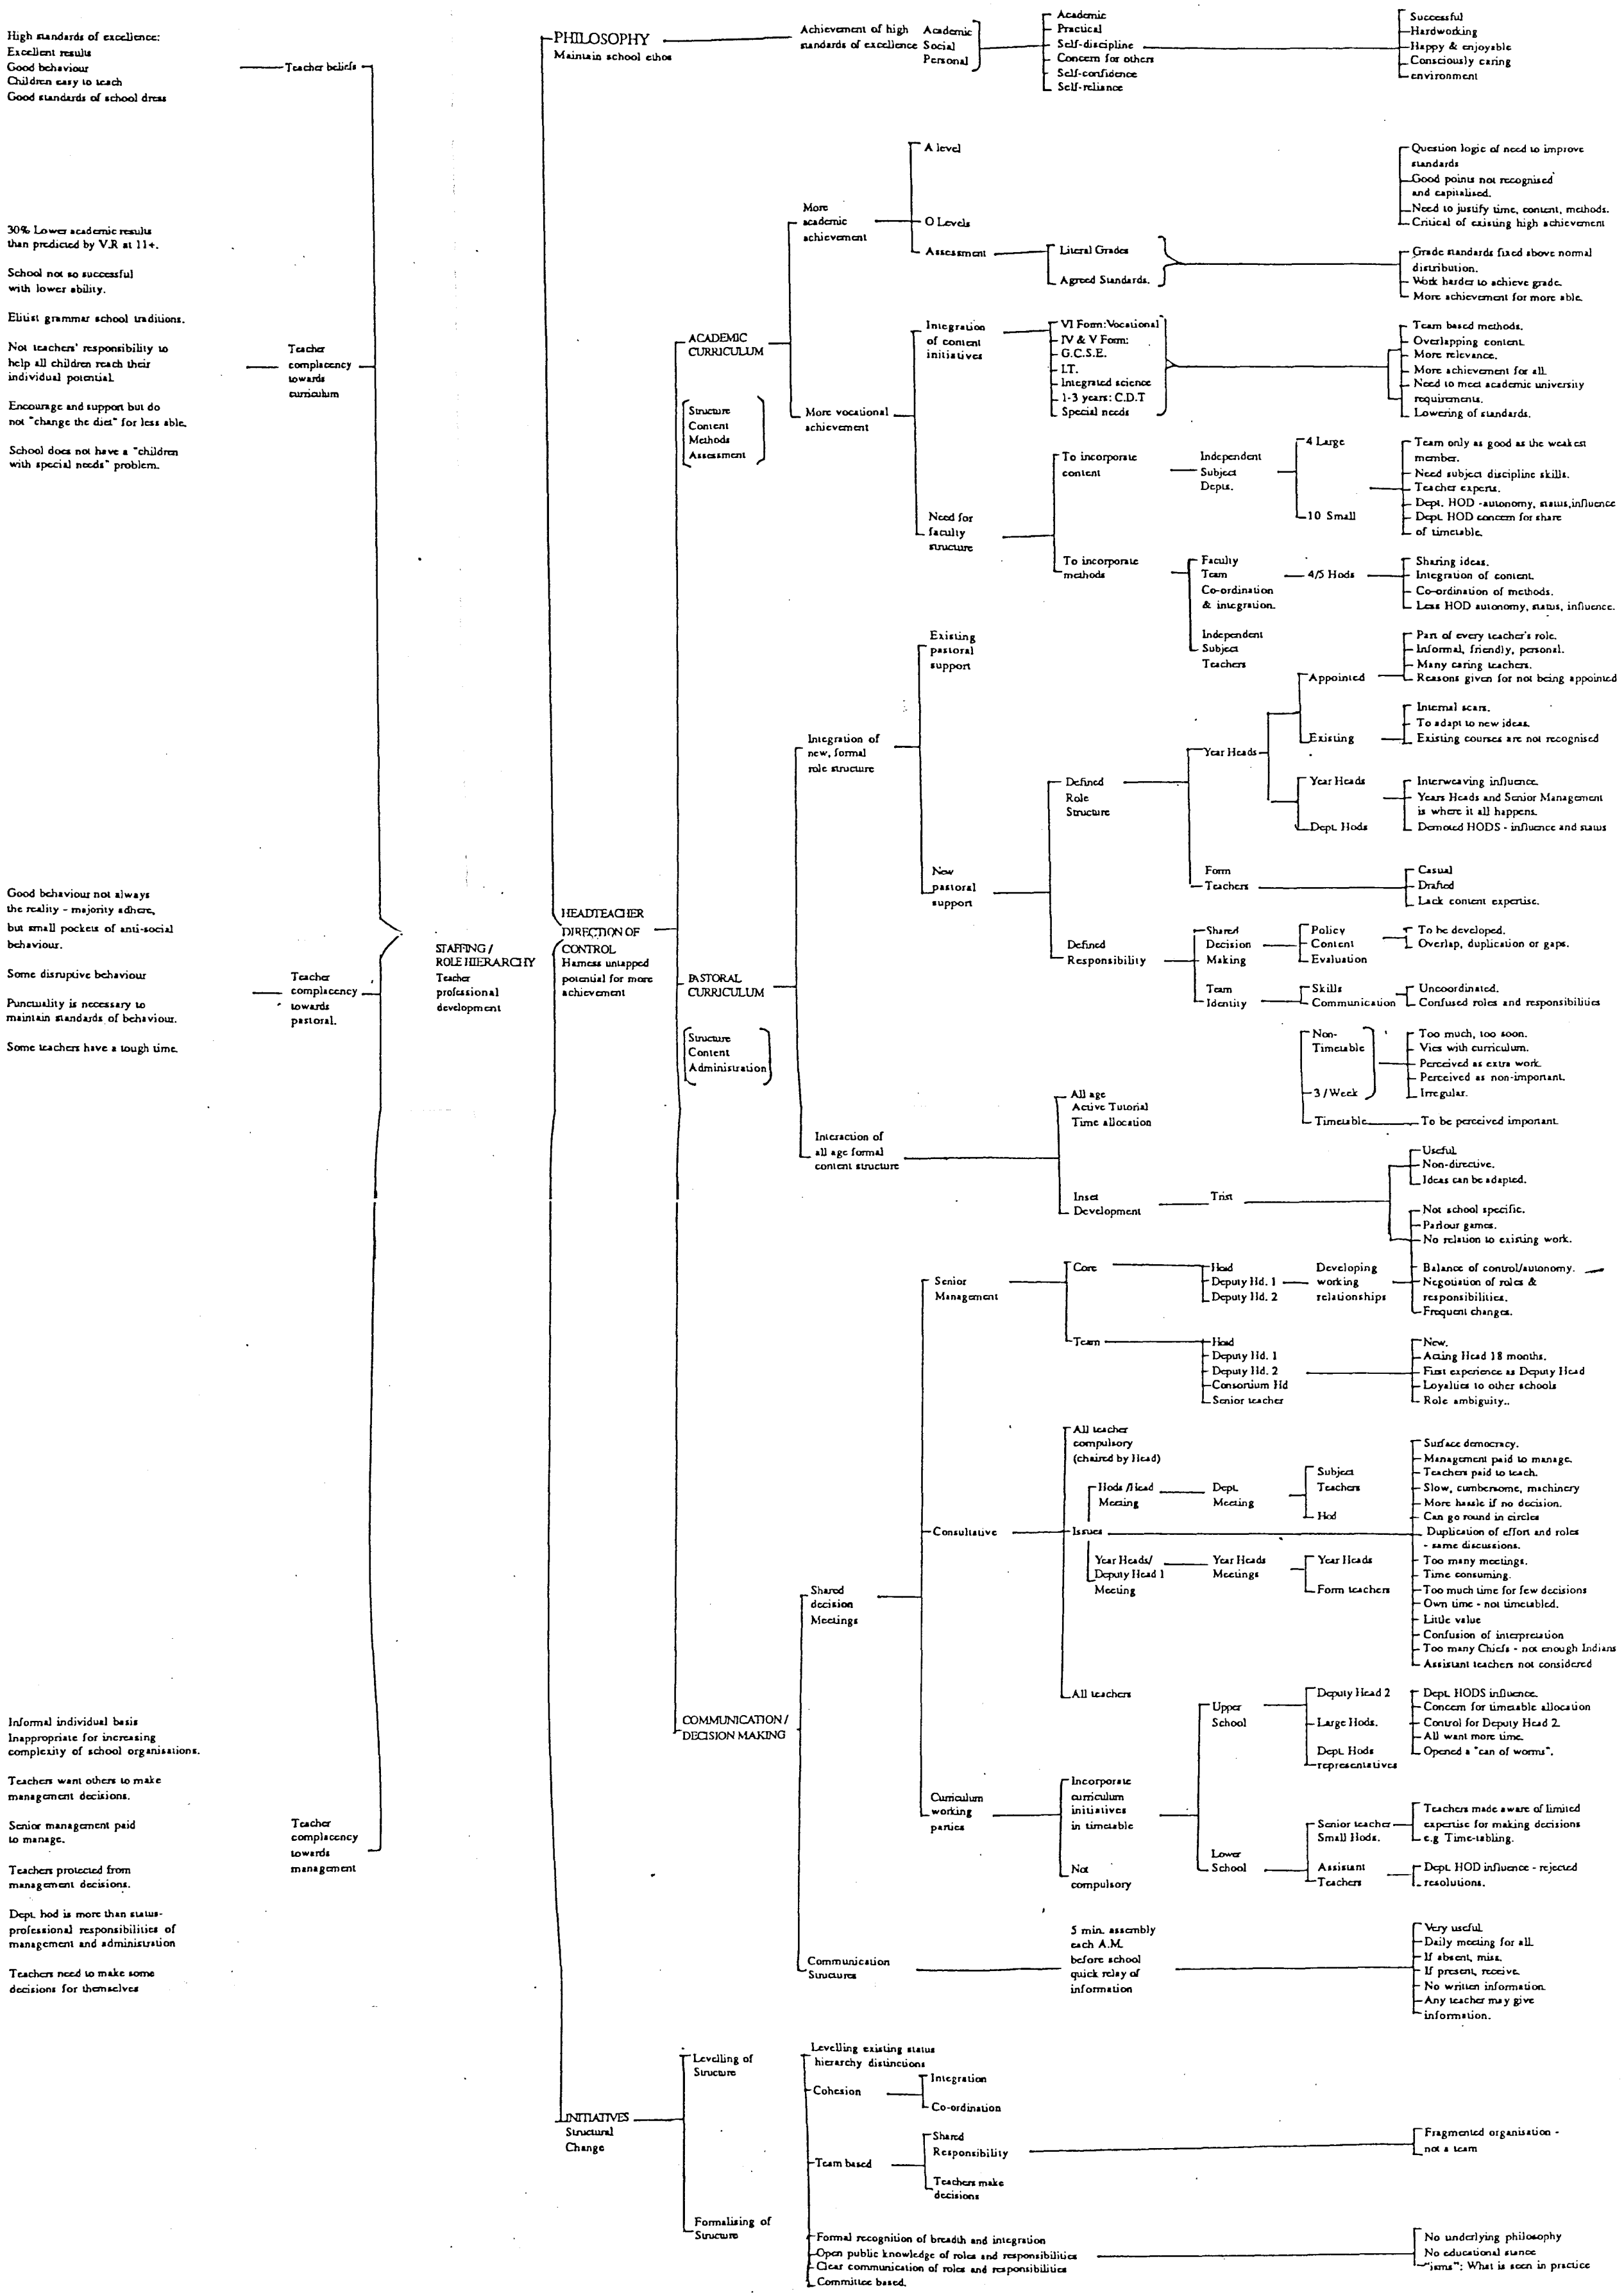 High standards of excellence:
Excellent results
Good behaviour
Children easy to teach
Good standards of school dress
Teacher beliefs
30% Lower academic results
than predicted by V.R at 11+.
School not so successful
with lower ability.
Elitist grammar school traditions.
Not teachers' responsibility to
help all children reach their
individual potential
Encourage and support but do
not "change the diet" for less able.
School does not have a "children
with special needs" problem.
Teacher
complacency
towards
curriculum
Good behaviour not always
the reality - majority adhere,
but small pockets of anti-social
behaviour.
Some disruptive behaviour
Punctuality is necessary to
maintain standards of behaviour.
Some teachers have a tough time.
Teacher
complacency
towards
pastoral.
Informal individual basis
Inappropriate for increasing
complexity of school organisations.
Teachers want others to make
management decisions.
Senior management paid
to manage.
Teachers protected from
management decisions.
Dept. hod is more than status-
professional responsibilities of
management and administration
Teachers need to make some
decisions for themselves
Teacher
complacency
towards
management
STAFFING /
ROLE HIERARCHY
Teacher
professional
development
PHILOSOPHY
Maintain school ethos
Achievement of high
standards of excellence
Academic
Social
Personal
Academic
Practical
Self-discipline
Concern for others
Self-confidence
Self-reliance
Successful
Hardworking
Happy & enjoyable
Consciously caring
environment
HEADTEACHER
DIRECTION OF
CONTROL
Harness untapped
potential for more
achievement
ACADEMIC
CURRICULUM
Structure
Content
Methods
Assessment
More
academic
achievement
A level
O Levels
Assessment
Literal Grades
Agreed Standards.
Question logic of need to improve
standards
Good points not recognised
and capitalised.
Need to justify time, content, methods.
Critical of existing high achievement
Grade standards fixed above normal
distribution.
Work harder to achieve grade.
More achievement for more able.
More vocational
achievement
Integration
of content
initiatives
VI Form:Vocational
IV & V Form:
G.C.S.E.
I.T.
Integrated science
1-3 years: C.D.T
Special needs
Team based methods.
Overlapping content.
More relevance.
More achievement for all.
Need to meet academic university
requirements.
Lowering of standards.
Need for
faculty
structure
To incorporate
content
Independent
Subject
Depts.
4 Large
10 Small
Team only as good as the weakest
member.
Need subject discipline skills.
Teacher experts.
Dept. HOD -autonomy, status,influence
Dept. HOD concern for share
of timetable.
To incorporate
methods
Faculty
Team
Co-ordination
& integration.
4/5 Hods
Sharing ideas.
Integration of content.
Co-ordination of methods.
Less HOD autonomy, status, influence.
Independent
Subject
Teachers
PASTORAL
CURRICULUM
Structure
Content
Administration
Integration of
new, formal
role structure
Existing
pastoral
support
New
pastoral
support
Defined
Role
Structure
Year Heads
Appointed
Part of every teacher's role.
Informal, friendly, personal.
Many caring teachers.
Reasons given for not being appointed
Existing
Internal scars.
To adapt to new ideas.
Existing courses are not recognised
Year Heads
Dept. Hods
Interweaving influence.
Years Heads and Senior Management
is where it all happens.
Demoted HODS - influence and status
Form
Teachers
Casual
Drafted
Lack content expertise.
Defined
Responsibility
Shared
Decision
Making
Policy
Content
Evaluation
To be developed.
Overlap, duplication or gaps.
Team
Identity
Skills
Communication
Uncoordinated.
Confused roles and responsibilities
Interaction of
all age formal
content structure
All age
Active Tutorial
Time allocation
Non-
Timetable
3 / Week
Too much, too soon.
Vies with curriculum.
Perceived as extra work.
Perceived as non-important.
Irregular.
Timetable
To be perceived important.
Inset
Development
Trist
Useful
Non-directive.
Ideas can be adapted.
Not school specific.
Parlour games.
No relation to existing work.
COMMUNICATION /
DECISION MAKING
Shared
decision
Meetings
Senior
Management
Core
Head
Deputy Hd. 1
Deputy Hd. 2
Developing
working
relationships
Balance of control/autonomy.
Negotiation of roles &
responsibilities.
Frequent changes.
Team
Head
Deputy Hd. 1
Deputy Hd. 2
Consortium Hd
Senior teacher
New.
Acting Head 18 months.
First experience as Deputy Head
Loyalties to other schools
Role ambiguity..
Consultative
All teacher
compulsory
(chaired by Head)
Hods /Head
Meeting
Dept.
Meeting
Subject
Teachers
Hod
Issues
Year Heads/
Deputy Head 1
Meeting
Year Heads
Meetings
Year Heads
Form teachers
All teachers
Surface democracy.
Management paid to manage.
Teachers paid to teach.
Slow, cumbersome, machinery
More hassle if no decision.
Can go round in circles
Duplication of effort and roles
- same discussions.
Too many meetings.
Time consuming.
Too much time for few decisions
Own time - not timetabled.
Little value
Confusion of interpretation
Too many Chiefs - not enough Indians
Assistant teachers not considered
Curriculum
working
parties
Incorporate
curriculum
initiatives
in timetable
Not
compulsory
Upper
School
Deputy Head 2
Large Hods.
Dept. Hods
representatives
Dept. HODS influence.
Concern for timetable allocation
Control for Deputy Head 2.
All want more time.
Opened a "can of worms".
Lower
School
Senior teacher
Small Hods.
Teachers made aware of limited
expertise for making decisions
e.g Time-tabling.
Assistant
Teachers
Dept. HOD influence - rejected
resolutions.
Communication
Structures
5 min. assembly
each A.M.
before school
quick relay of
information
Very useful
Daily meeting for all.
If absent, miss.
If present, receive.
No written information.
Any teacher may give
information.
INITIATIVES
Structural
Change
Levelling of
Structure
Formalising of
Structure
Levelling existing status
hierarchy distinctions
Cohesion
Integration
Co-ordination
Team based
Shared
Responsibility
Teachers make
decisions
Fragmented organisation -
not a team
Formal recognition of breadth and integration
Open public knowledge of roles and responsibilities
Clear communication of roles and responsibilities
Committee based.
No underlying philosophy
No educational stance
"isms": What is seen in practice